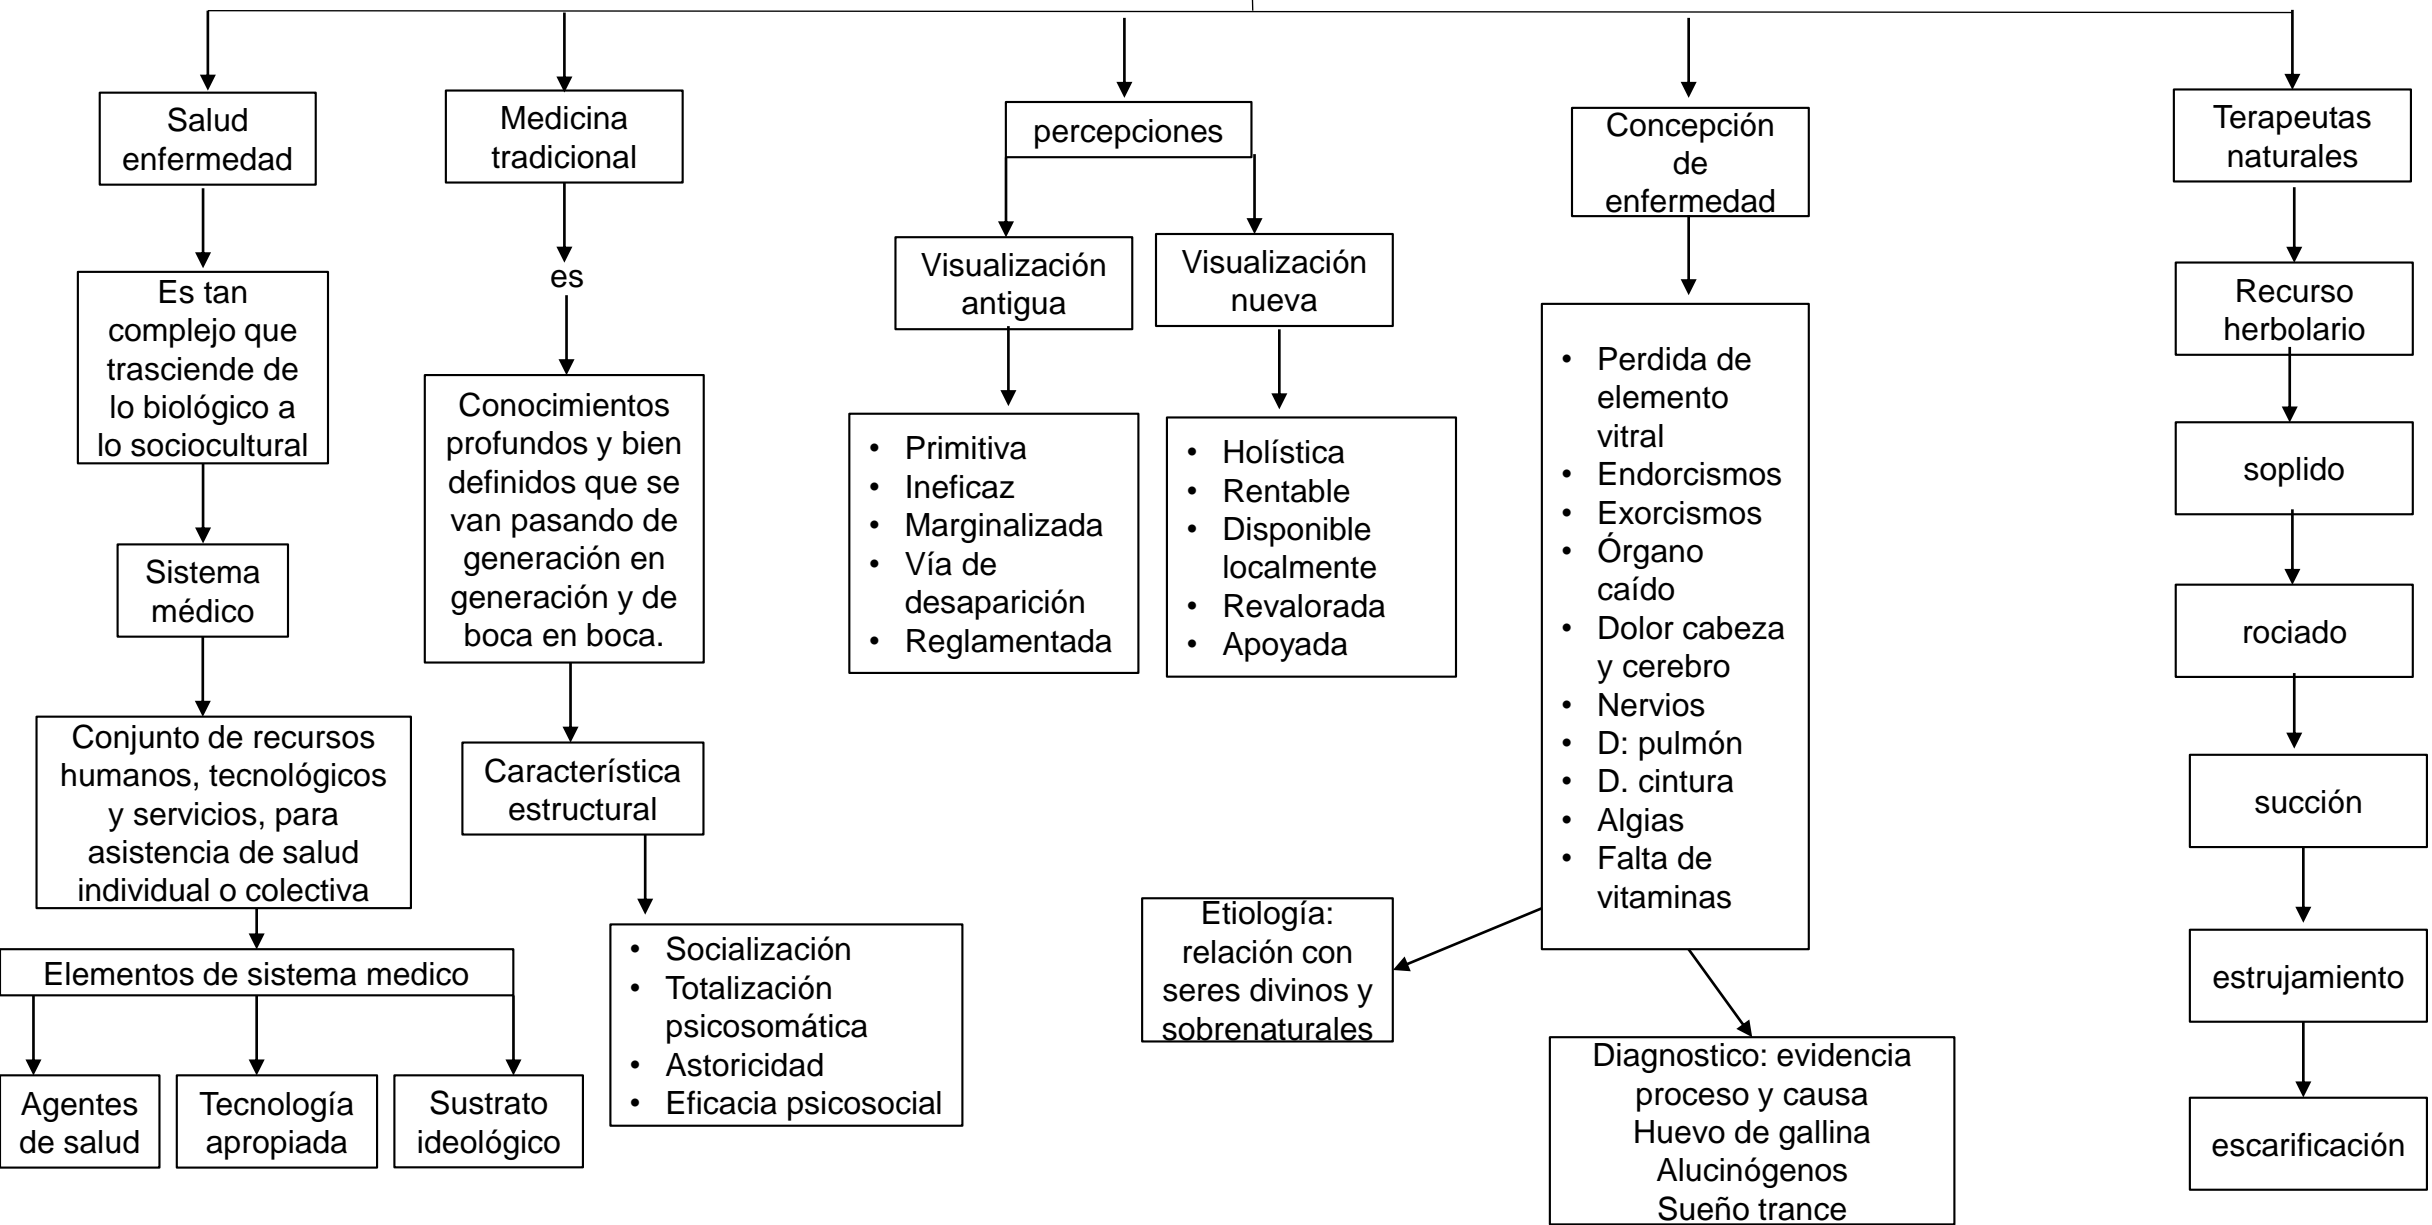 Salud
enfermedad
Es tan
complejo que
trasciende de
lo biológico a
lo sociocultural
Sistema
médico
Conjunto de recursos
humanos, tecnológicos
y servicios, para
asistencia de salud
individual o colectiva
Elementos de sistema medico
Agentes
de salud
Tecnología
apropiada
Sustrato
ideológico
Medicina
tradicional
es
Conocimientos
profundos y bien
definidos que se
van pasando de
generación en
generación y de
boca en boca.
Característica
estructural
• Socialización
• Totalización
psicosomática
• Astoricidad
• Eficacia psicosocial
percepciones
Visualización
antigua
• Primitiva
• Ineficaz
• Marginalizada
• Vía de
desaparición
• Reglamentada
Visualización
nueva
• Holística
• Rentable
• Disponible
localmente
• Revalorada
• Apoyada
Concepción
de
enfermedad
• Perdida de
elemento
vitral
• Endorcismos
• Exorcismos
• Órgano
caído
• Dolor cabeza
y cerebro
• Nervios
• D: pulmón
• D. cintura
• Algias
• Falta de
vitaminas
Etiología:
relación con
seres divinos y
sobrenaturales
Diagnostico: evidencia
proceso y causa
Huevo de gallina
Alucinógenos
Sueño trance
Terapeutas
naturales
Recurso
herbolario
soplido
rociado
succión
estrujamiento
escarificación